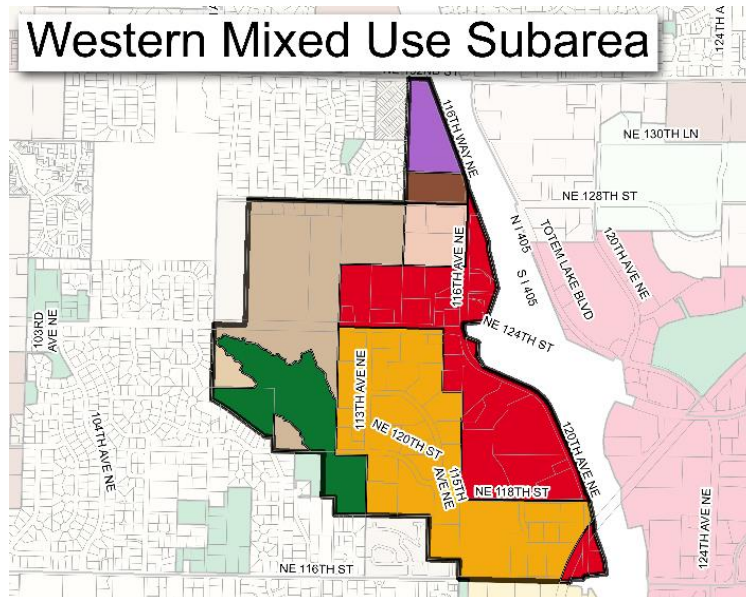 Western Mixed Use Subarea
124TH A
116TH WAY NE
NE 130TH LN
NE 128TH ST
N I 405
S I 405
TOTEM LAKE BLVD
120TH AVE NE
116TH AVE NE
103RD
AVE NE
NE 124TH ST
113TH AVE NE
104TH AVE NE
NE 120TH ST
115TH
AVE NE
120TH AVE NE
NE 118TH ST
124TH AVE NE
NE 116TH ST